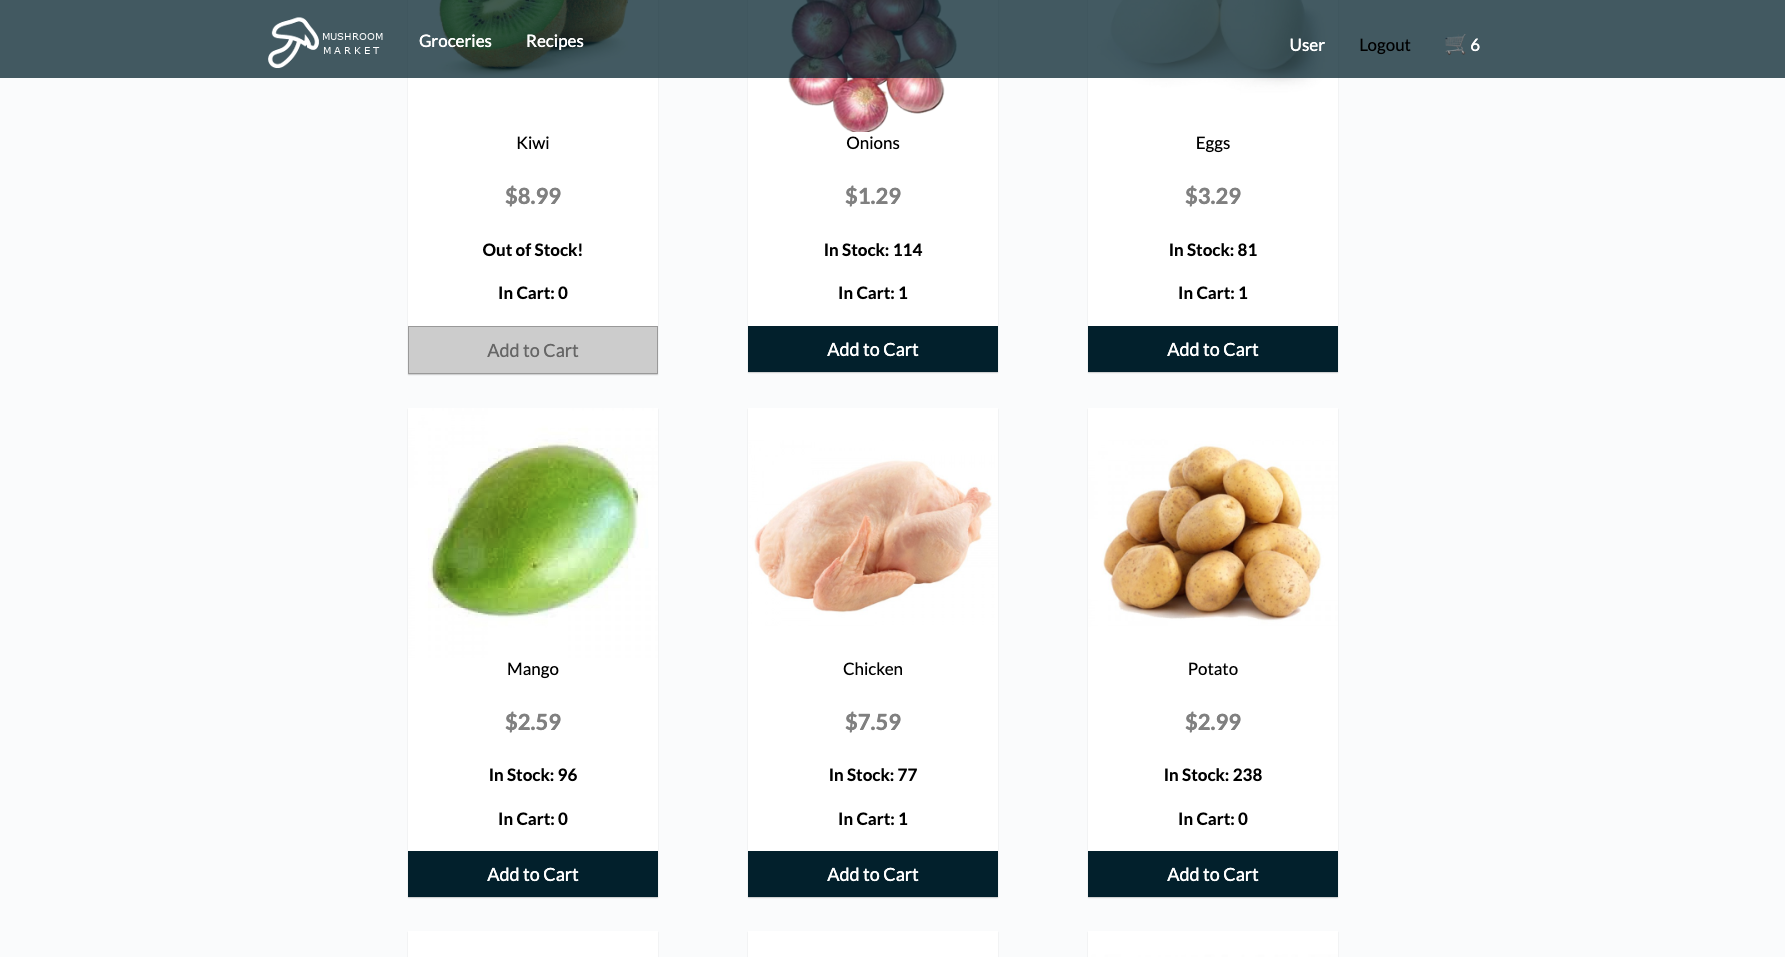 MUSHROOM
MARKET
Groceries
Recipes
User
Logout
6
Kiwi
$8.99
Out of Stock!
In Cart: 0
Add to Cart
Onions
$1.29
In Stock: 114
In Cart: 1
Add to Cart
Eggs
$3.29
In Stock: 81
In Cart: 1
Add to Cart
Mango
$2.59
In Stock: 96
In Cart: 0
Add to Cart
Chicken
$7.59
In Stock: 77
In Cart: 1
Add to Cart
Potato
$2.99
In Stock: 238
In Cart: 0
Add to Cart